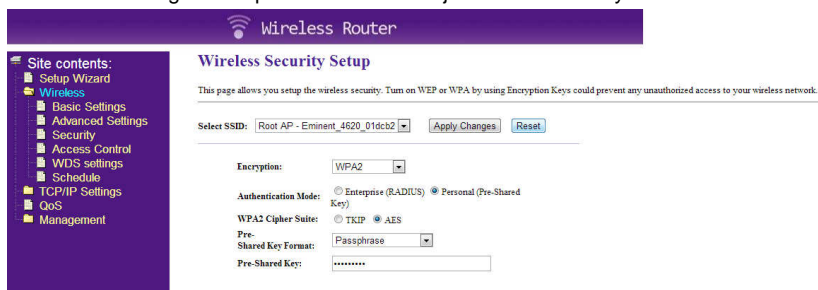 Wireless Router
Site contents:
Setup Wizard
Wireless
Basic Settings
Advanced Settings
Security
Access Control
WDS settings
Schedule
TCP/IP Settings
QoS
Management
Wireless Security Setup
This page allows you setup the wireless security. Turn on WEP or WPA by using Encryption Keys could prevent any unauthorized access to your wireless network.
Select SSID: Root AP - Eminent_4620_01dcb2 Apply Changes Reset
Encryption: WPA2
Authentication Mode: Enterprise (RADIUS) Personal (Pre-Shared
Key)
WPA2 Cipher Suite: TKIP AES
Pre-
Shared Key Format: Passphrase
Pre-Shared Key: •••••••••